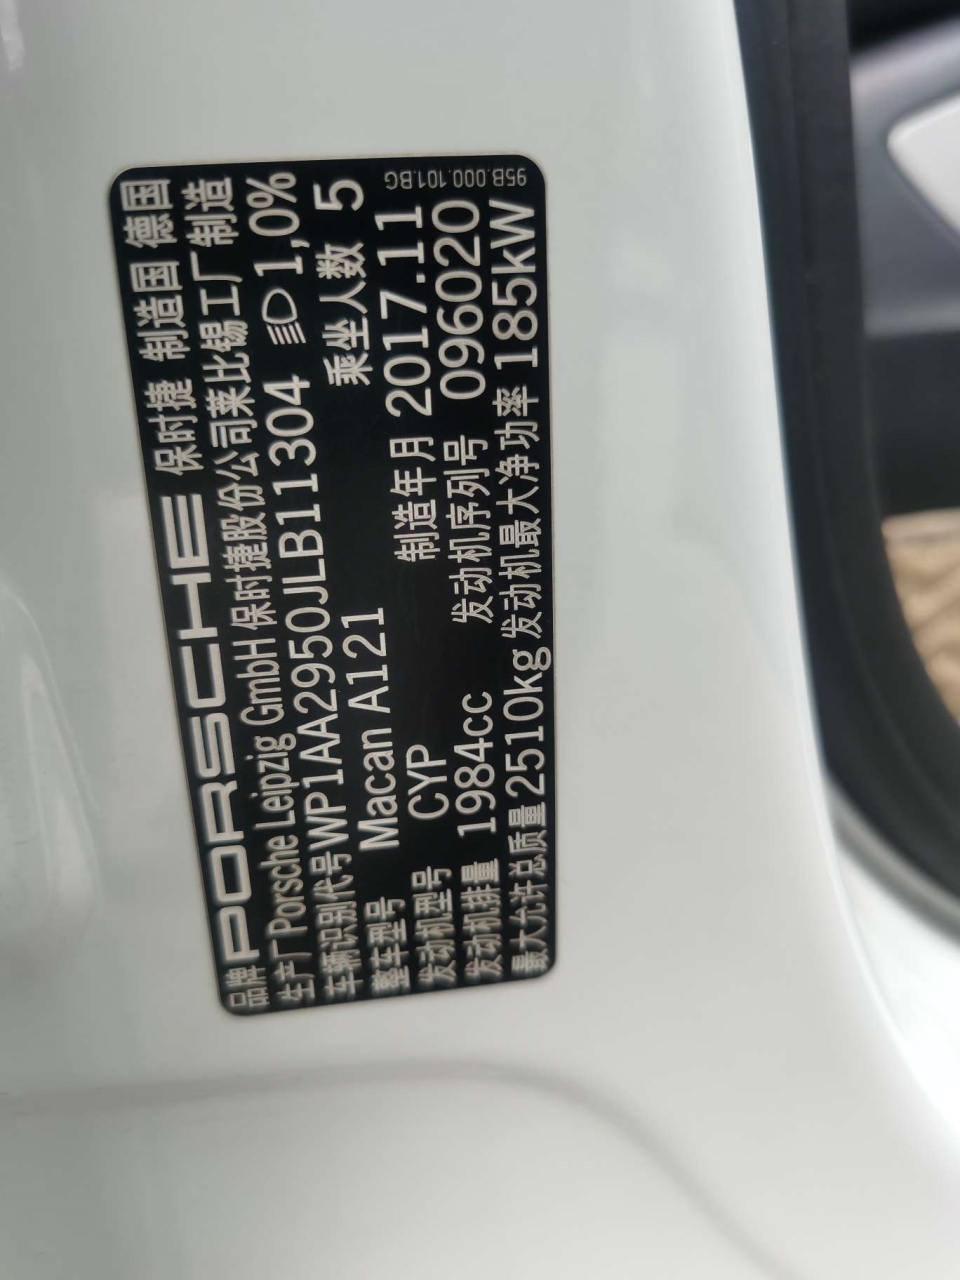 品牌 PORSCHE 保时捷 制造国 德国
生产厂 Porsche Leipzig GmbH 保时捷股份公司莱比锡工厂制造
车辆识别代号 WP1AA2950JLB11304 1,0%
整车型号 Macan A121 乘坐人数 5
发动机型号 CYP 制造年月 2017.11
发动机排量 1984cc 发动机序列号 096020
最大允许总质量 2510kg 发动机最大净功率 185kW
95B.000.101.BG